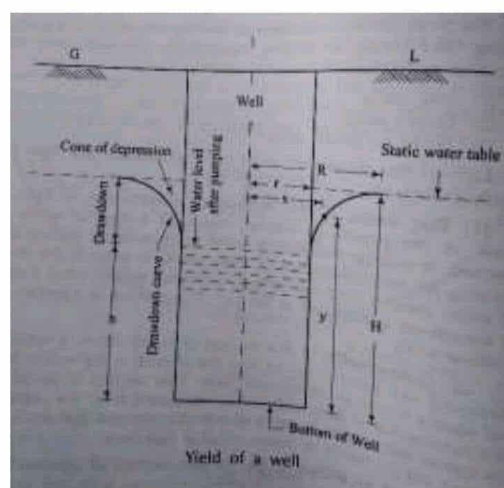 G
L
Well
Cone of depression
Static water table
R
r
x
Water level
after pumping
Drawdown
Drawdown curve
h
y
H
Bottom of Well
Yield of a well